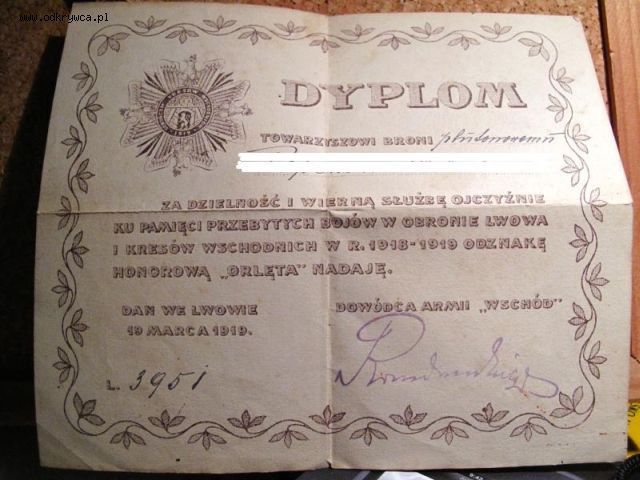 www.odkrywca.pl
DYPLOM
TOWARZYSZOWI BRONI plutonowemu
ZA DZIELNOŚĆ I WIERNĄ SŁUŻBĘ OJCZYŹNIE
KU PAMIĘCI PRZEBYTYCH BOJÓW W OBRONIE LWOWA
I KRESÓW WSCHODNICH W R. 1918-1919 ODZNAKĘ
HONOROWĄ „ORLĘTA" NADAJĘ.
DAN WE LWOWIE
19 MARCA 1919.
DOWÓDCA ARMII „WSCHÓD"
L. 3951